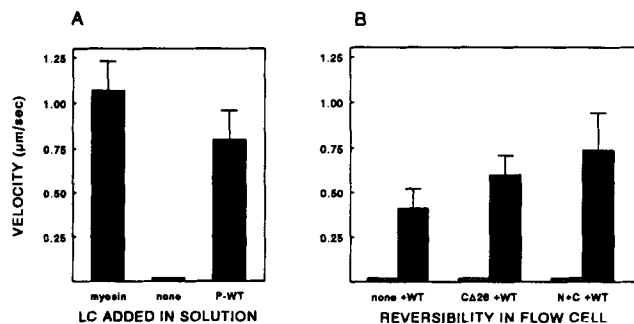 A
VELOCITY (µm/sec)
1.25
1.00
0.75
0.50
0.25
myosin none P-WT
LC ADDED IN SOLUTION
B
1.25
1.00
0.75
0.50
0.25
none +WT CΔ26 +WT N+C +WT
REVERSIBILITY IN FLOW CELL